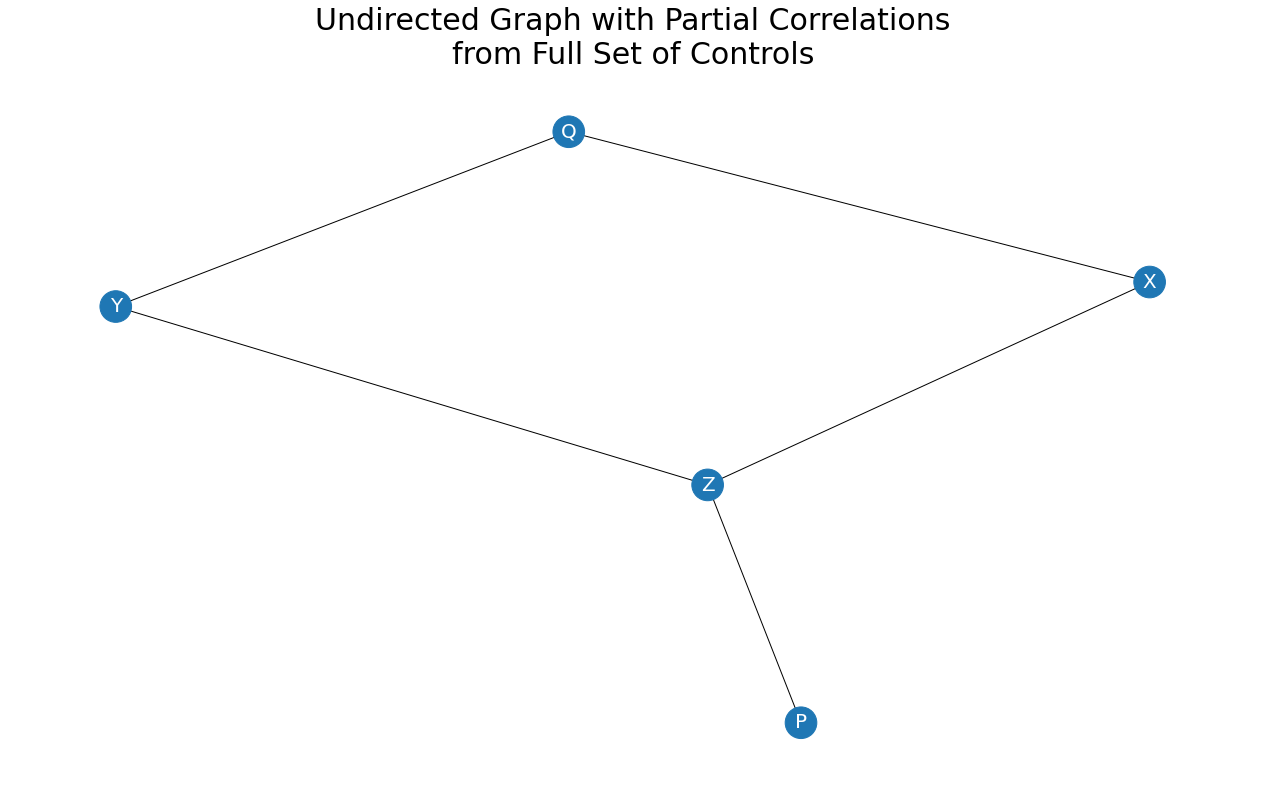 Undirected Graph with Partial Correlations
from Full Set of Controls
Q
X
Y
Z
P